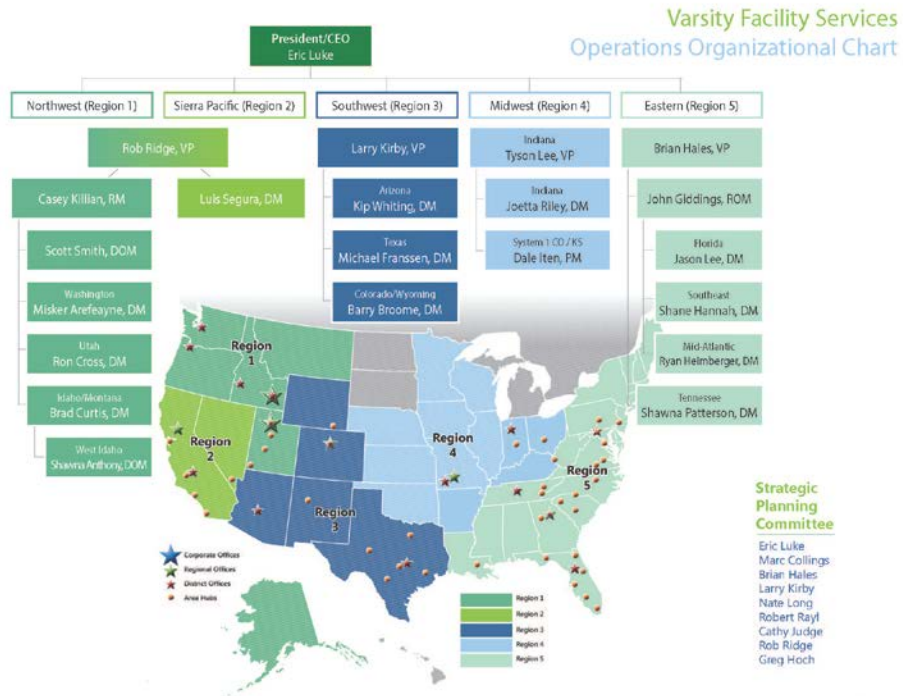 Varsity Facility Services
Operations Organizational Chart
President/CEO
Eric Luke
Northwest (Region 1)
Sierra Pacific (Region 2)
Southwest (Region 3)
Midwest (Region 4)
Eastern (Region 5)
Rob Ridge, VP
Larry Kirby, VP
Indiana
Tyson Lee, VP
Brian Hales, VP
Casey Killian, RM
Luis Segura, DM
Arizona
Kip Whiting, DM
Indiana
Joetta Riley, DM
John Giddings, ROM
Scott Smith, DOM
Texas
Michael Franssen, DM
System 1 CO / KS
Dale Iten, PM
Florida
Jason Lee, DM
Washington
Misker Arefeayne, DM
Colorado/Wyoming
Barry Broome, DM
Southeast
Shane Hannah, DM
Utah
Ron Cross, DM
Mid-Atlantic
Ryan Heimberger, DM
Idaho/Montana
Brad Curtis, DM
Tennessee
Shawna Patterson, DM
West Idaho
Shawna Anthony, DOM
Region
1
Region
2
Region
3
Region
4
Region
5
Corporate Offices
Regional Offices
District Offices
Area Hubs
Region 1
Region 2
Region 3
Region 4
Region 5
Strategic
Planning
Committee
Eric Luke
Marc Collings
Brian Hales
Larry Kirby
Nate Long
Robert Rayl
Cathy Judge
Rob Ridge
Greg Hoch